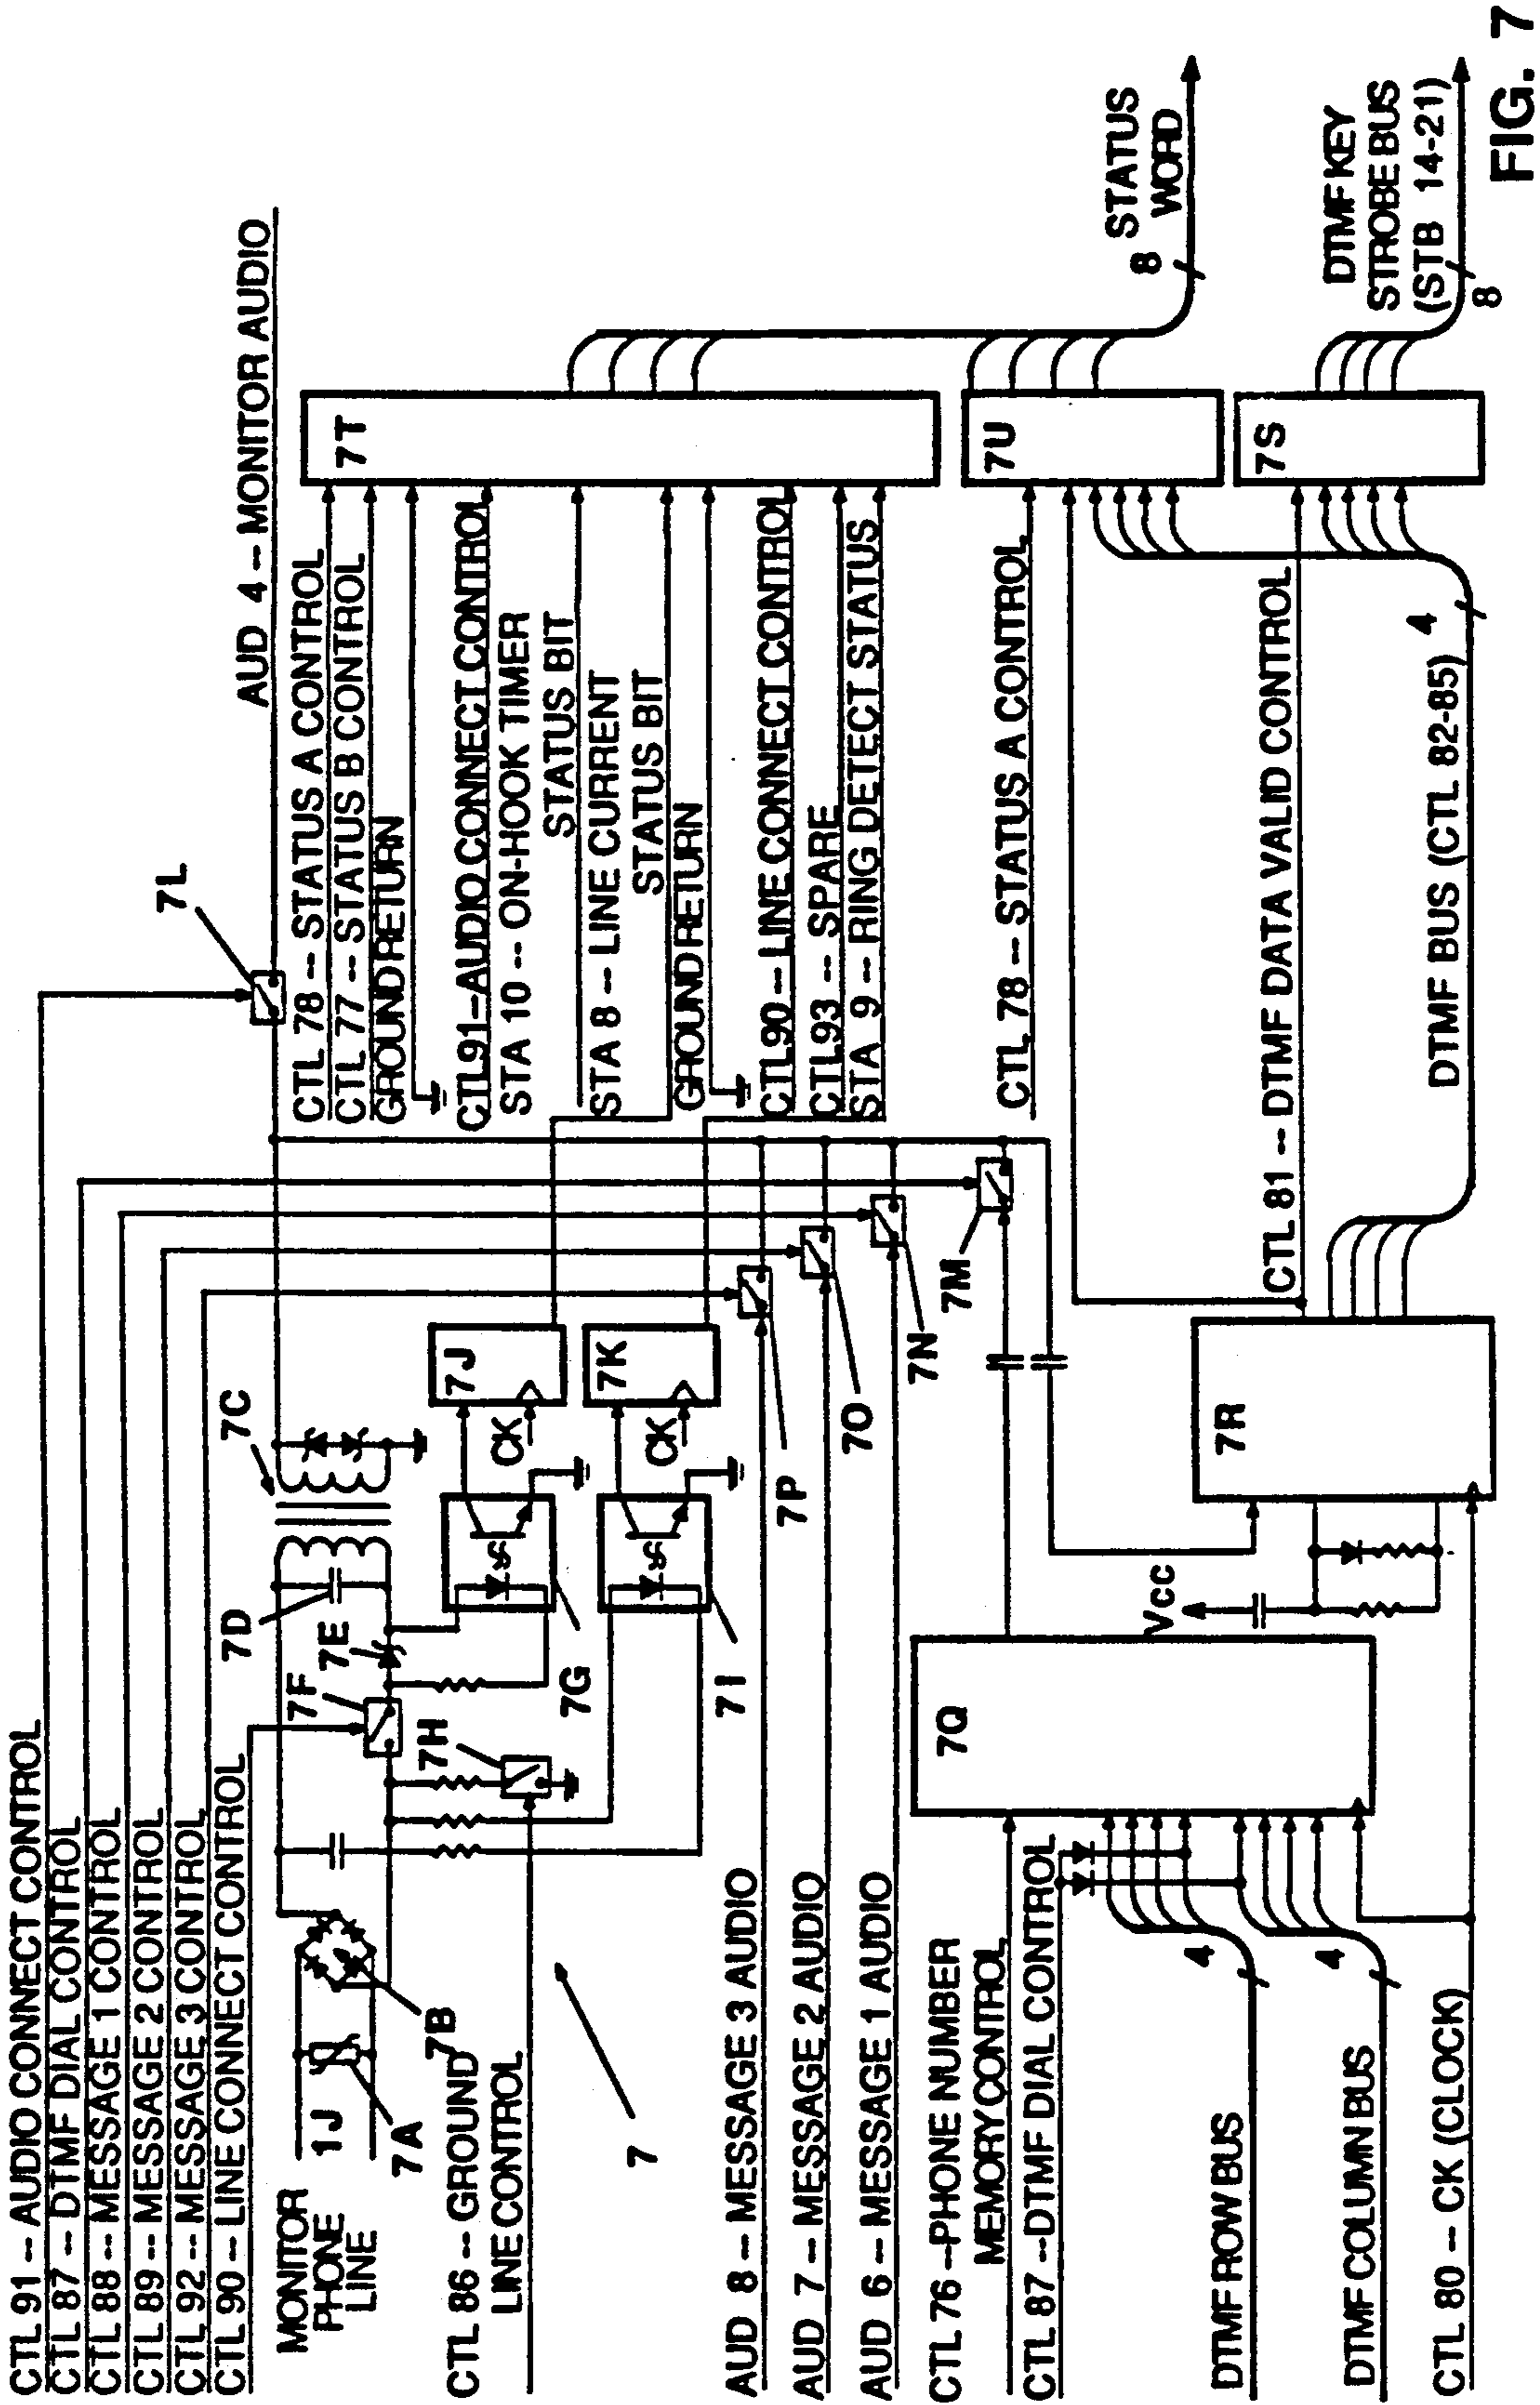 CTL 91 -- AUDIO CONNECT CONTROL
CTL 87 -- DTMF DIAL CONTROL
CTL 88 -- MESSAGE 1 CONTROL
CTL 89 -- MESSAGE 2 CONTROL
CTL 92 -- MESSAGE 3 CONTROL
CTL 90 -- LINE CONNECT CONTROL
MONITOR
PHONE
LINE
1J
7A
7B
7C
7D
7E
7F
7G
7H
7I
7J
CK
7K
CK
7L
AUD 4 -- MONITOR AUDIO
CTL 86 -- GROUND
LINE CONTROL
7
AUD 8 -- MESSAGE 3 AUDIO
AUD 7 -- MESSAGE 2 AUDIO
AUD 6 -- MESSAGE 1 AUDIO
7P
7O
7N
7M
CTL 78 -- STATUS A CONTROL
CTL 77 -- STATUS B CONTROL
GROUND RETURN
CTL91--AUDIO CONNECT CONTROL
STA 10 -- ON-HOOK TIMER
STATUS BIT
STA 8 -- LINE CURRENT
STATUS BIT
GROUND RETURN
CTL90 -- LINE CONNECT CONTROL
CTL93 -- SPARE
STA 9 -- RING DETECT STATUS
7T
CTL 78 -- STATUS A CONTROL
7U
STATUS
WORD
8
CTL 76 --PHONE NUMBER
MEMORY CONTROL
CTL 87 --DTMF DIAL CONTROL
DTMF ROW BUS
4
DTMF COLUMN BUS
4
CTL 80 -- CK (CLOCK)
7Q
Vcc
7R
CTL 81 -- DTMF DATA VALID CONTROL
DTMF BUS (CTL 82-85)
4
7S
DTMF KEY
STROBE BUS
(STB 14-21)
8
FIG. 7